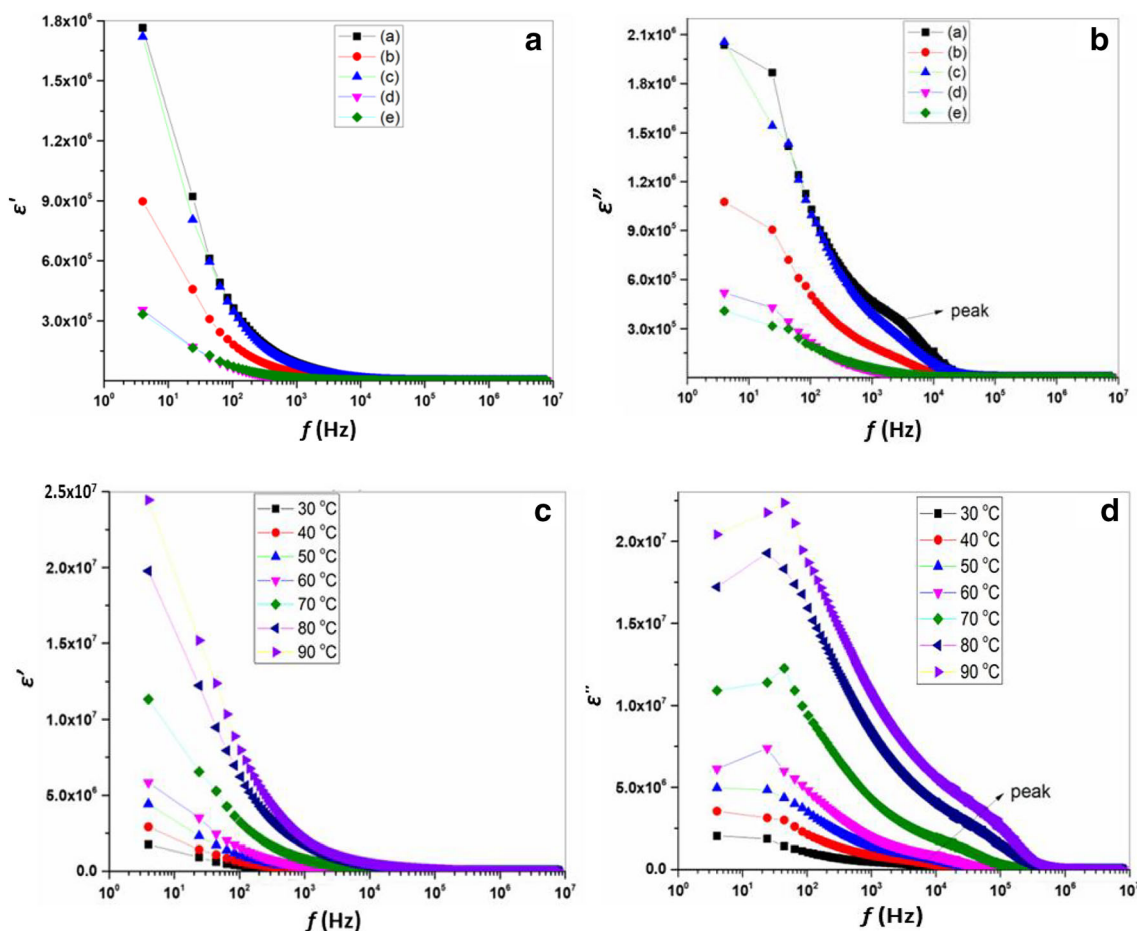 a
1.8x10⁶
1.5x10⁶
1.2x10⁶
9.0x10⁵
6.0x10⁵
3.0x10⁵
ε'
(a)
(b)
(c)
(d)
(e)
10⁰ 10¹ 10² 10³ 10⁴ 10⁵ 10⁶ 10⁷
f (Hz)
b
2.1x10⁶
1.8x10⁶
1.5x10⁶
1.2x10⁶
9.0x10⁵
6.0x10⁵
3.0x10⁵
ε''
(a)
(b)
(c)
(d)
(e)
peak
10⁰ 10¹ 10² 10³ 10⁴ 10⁵ 10⁶ 10⁷
f (Hz)
c
2.5x10⁷
2.0x10⁷
1.5x10⁷
1.0x10⁷
5.0x10⁶
0.0
ε'
30 °C
40 °C
50 °C
60 °C
70 °C
80 °C
90 °C
10⁰ 10¹ 10² 10³ 10⁴ 10⁵ 10⁶ 10⁷
f (Hz)
d
2.0x10⁷
1.5x10⁷
1.0x10⁷
5.0x10⁶
0.0
ε''
30 °C
40 °C
50 °C
60 °C
70 °C
80 °C
90 °C
peak
10⁰ 10¹ 10² 10³ 10⁴ 10⁵ 10⁶ 10⁷
f (Hz)